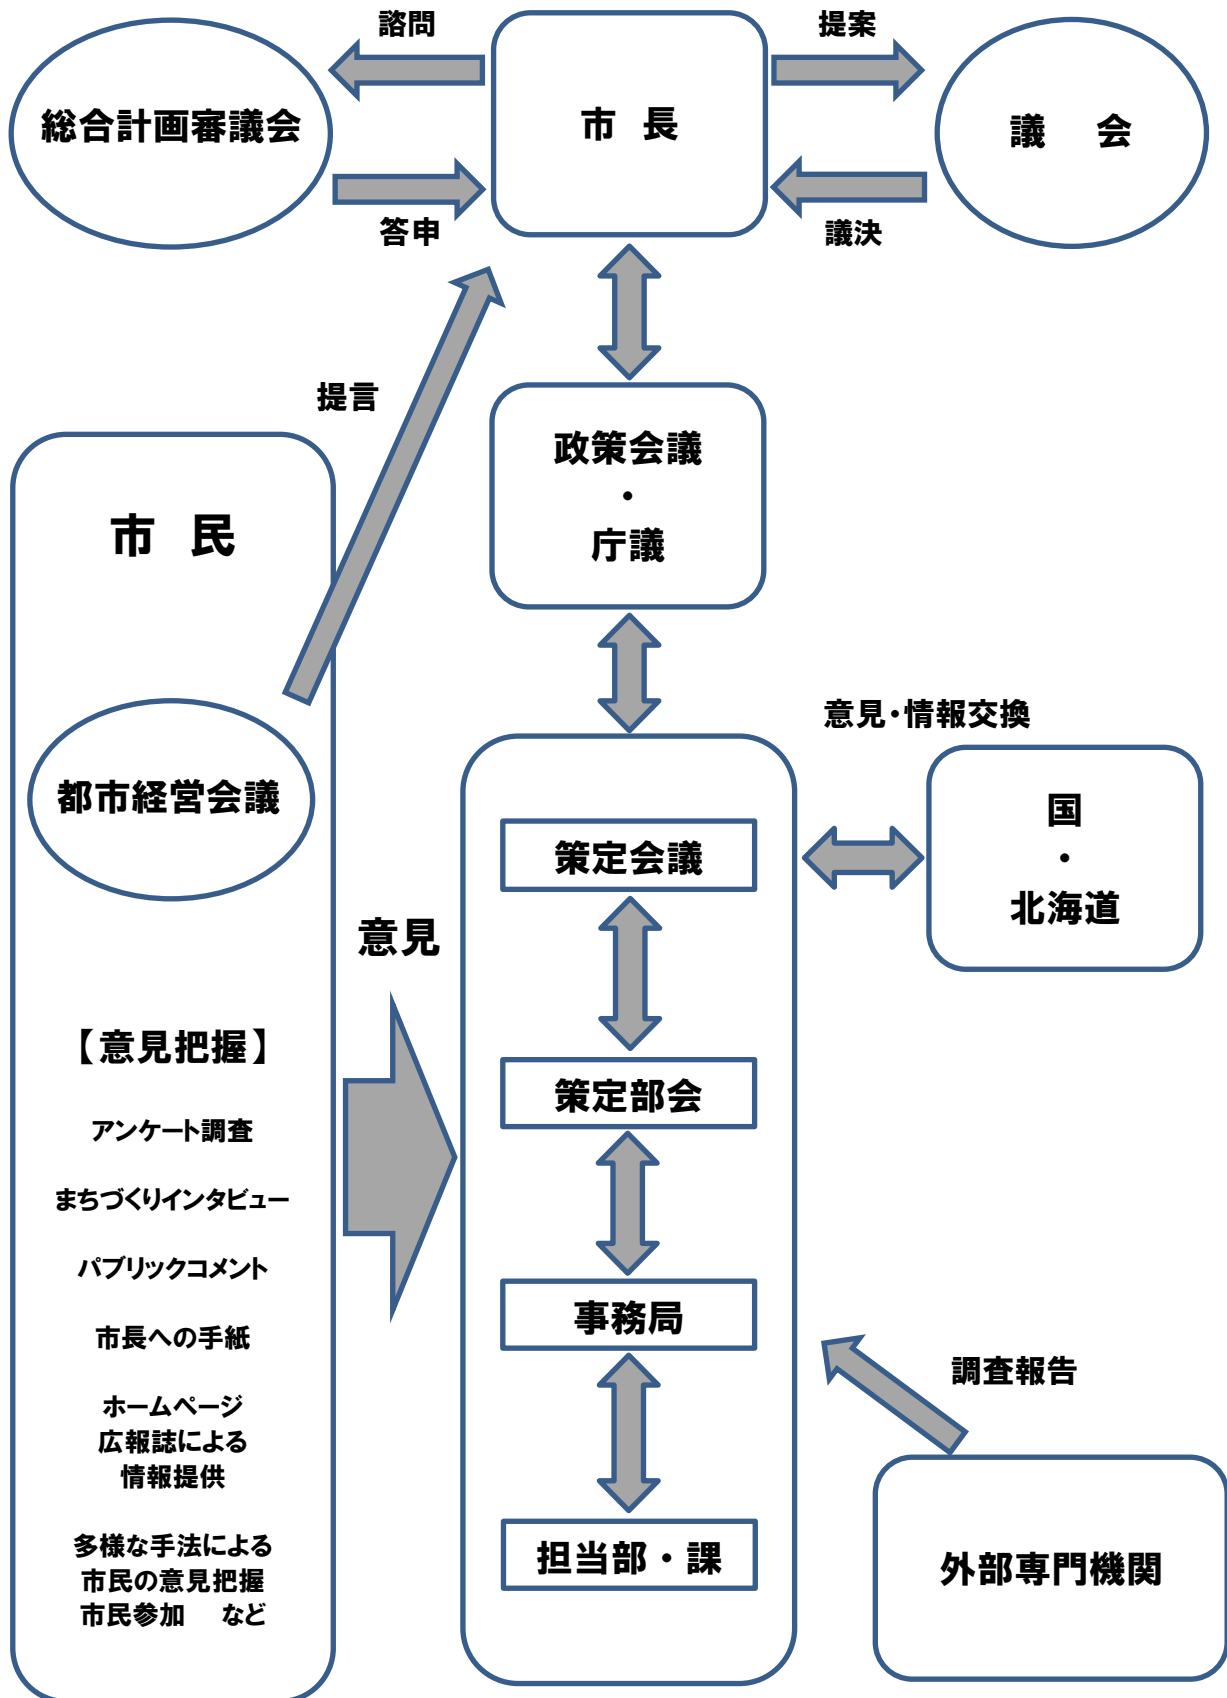 諮問
提案
総合計画審議会
市 長
議 会
答申
議決
提言
政策会議
・
庁議
市 民
都市経営会議
意見・情報交換
国
・
北海道
策定会議
意見
策定部会
事務局
担当部・課
【意見把握】
アンケート調査
まちづくりインタビュー
パブリックコメント
市長への手紙
ホームページ
広報誌による
情報提供
多様な手法による
市民の意見把握
市民参加 など
調査報告
外部専門機関